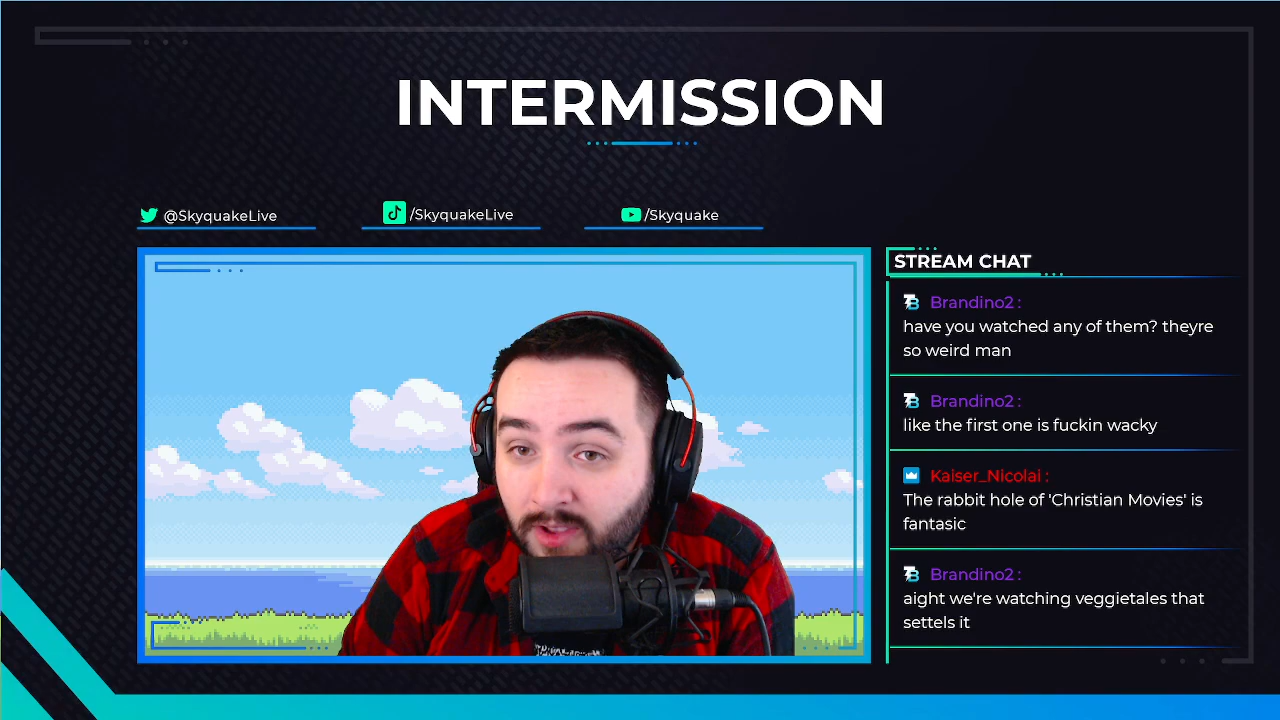 INTERMISSION
@SkyquakeLive
/SkyquakeLive
/Skyquake
STREAM CHAT
Brandino2 :
have you watched any of them? theyre
so weird man
Brandino2 :
like the first one is fuckin wacky
Kaiser_Nicolai :
The rabbit hole of 'Christian Movies' is
fantasic
Brandino2 :
aight we're watching veggietales that
settels it